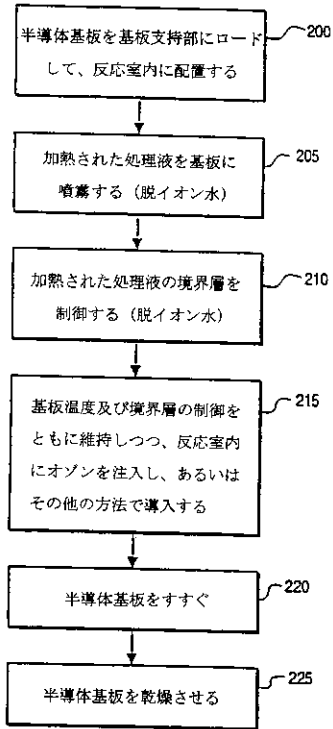 半導体基板を基板支持部にロード
して、反応室内に配置する
200
加熱された処理液を基板に
噴霧する（脱イオン水）
205
加熱された処理液の境界層を
制御する（脱イオン水）
210
基板温度及び境界層の制御を
ともに維持しつつ、反応室内
にオゾンを注入し、あるいは
その他の方法で導入する
215
半導体基板をすすぐ
220
半導体基板を乾燥させる
225